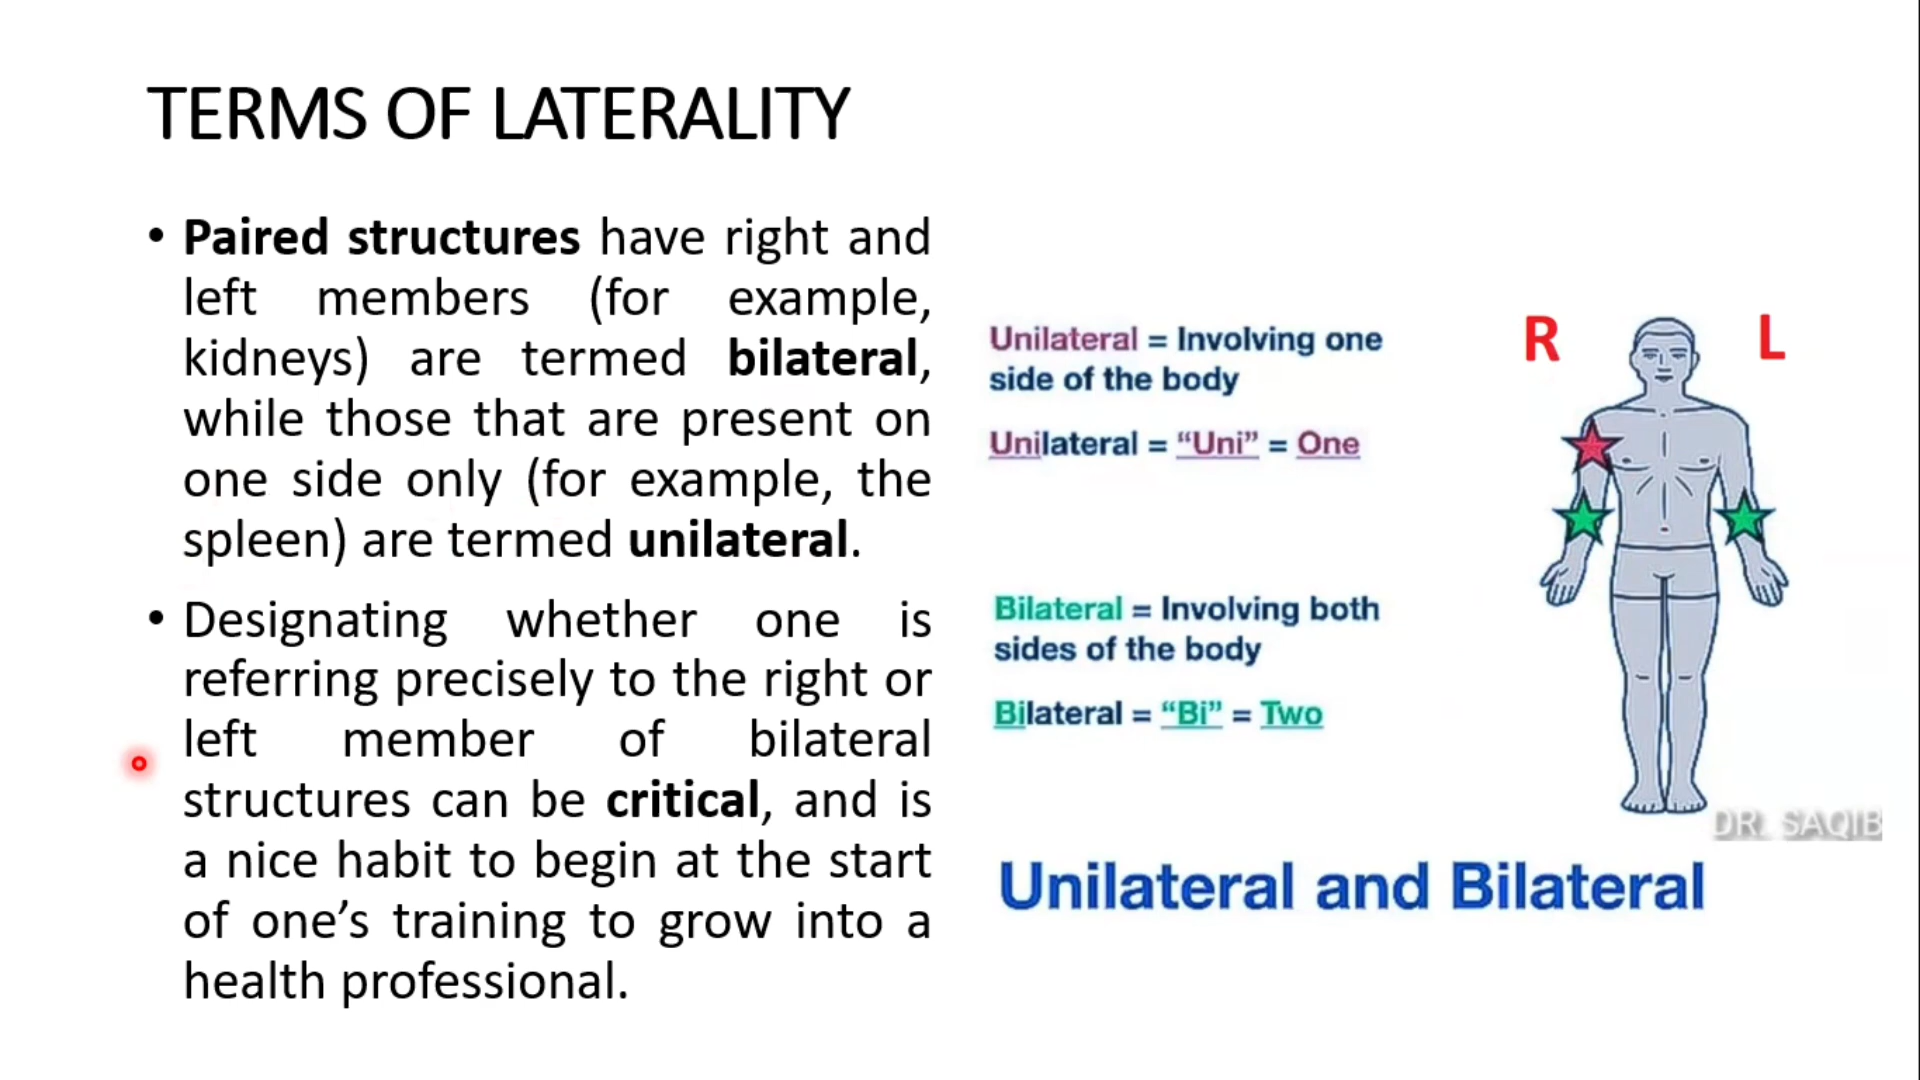 TERMS OF LATERALITY
• Paired structures have right and
left members (for example,
kidneys) are termed bilateral,
while those that are present on
one side only (for example, the
spleen) are termed unilateral.
• Designating whether one is
referring precisely to the right or
left member of bilateral
structures can be critical, and is
a nice habit to begin at the start
of one’s training to grow into a
health professional.
Unilateral = Involving one
side of the body
Unilateral = “Uni” = One
Bilateral = Involving both
sides of the body
Bilateral = “Bi” = Two
R L
DR. SAQIB
Unilateral and Bilateral